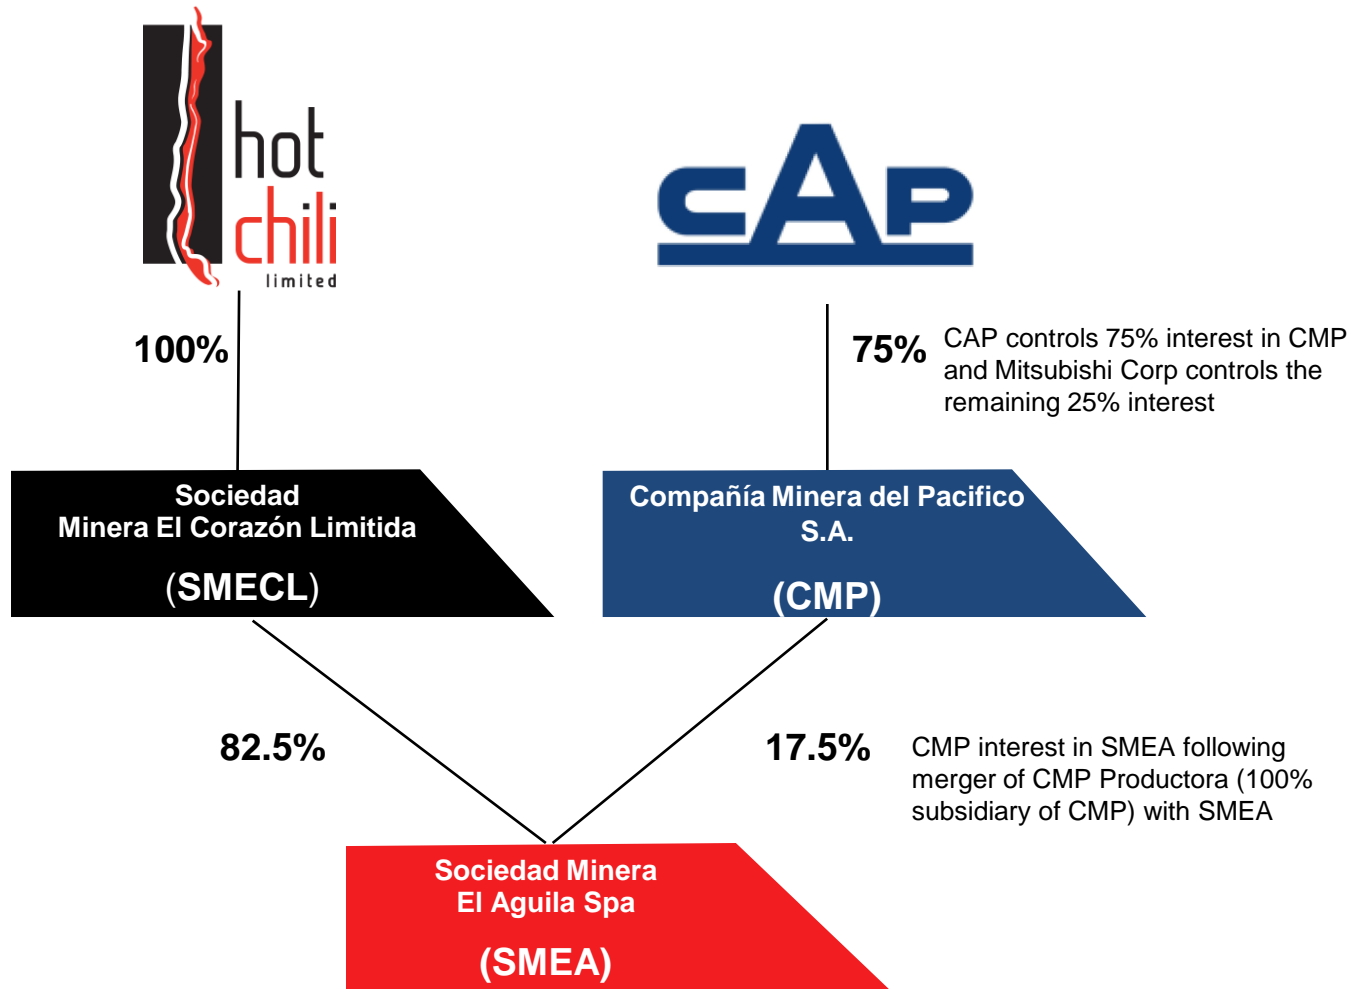 hot
chili
limited
CAP
100%
75%
CAP controls 75% interest in CMP
and Mitsubishi Corp controls the
remaining 25% interest
Sociedad
Minera El Corazón Limitida
(SMECL)
Compañía Minera del Pacifico
S.A.
(CMP)
82.5%
17.5%
CMP interest in SMEA following
merger of CMP Productora (100%
subsidiary of CMP) with SMEA
Sociedad Minera
El Aguila Spa
(SMEA)